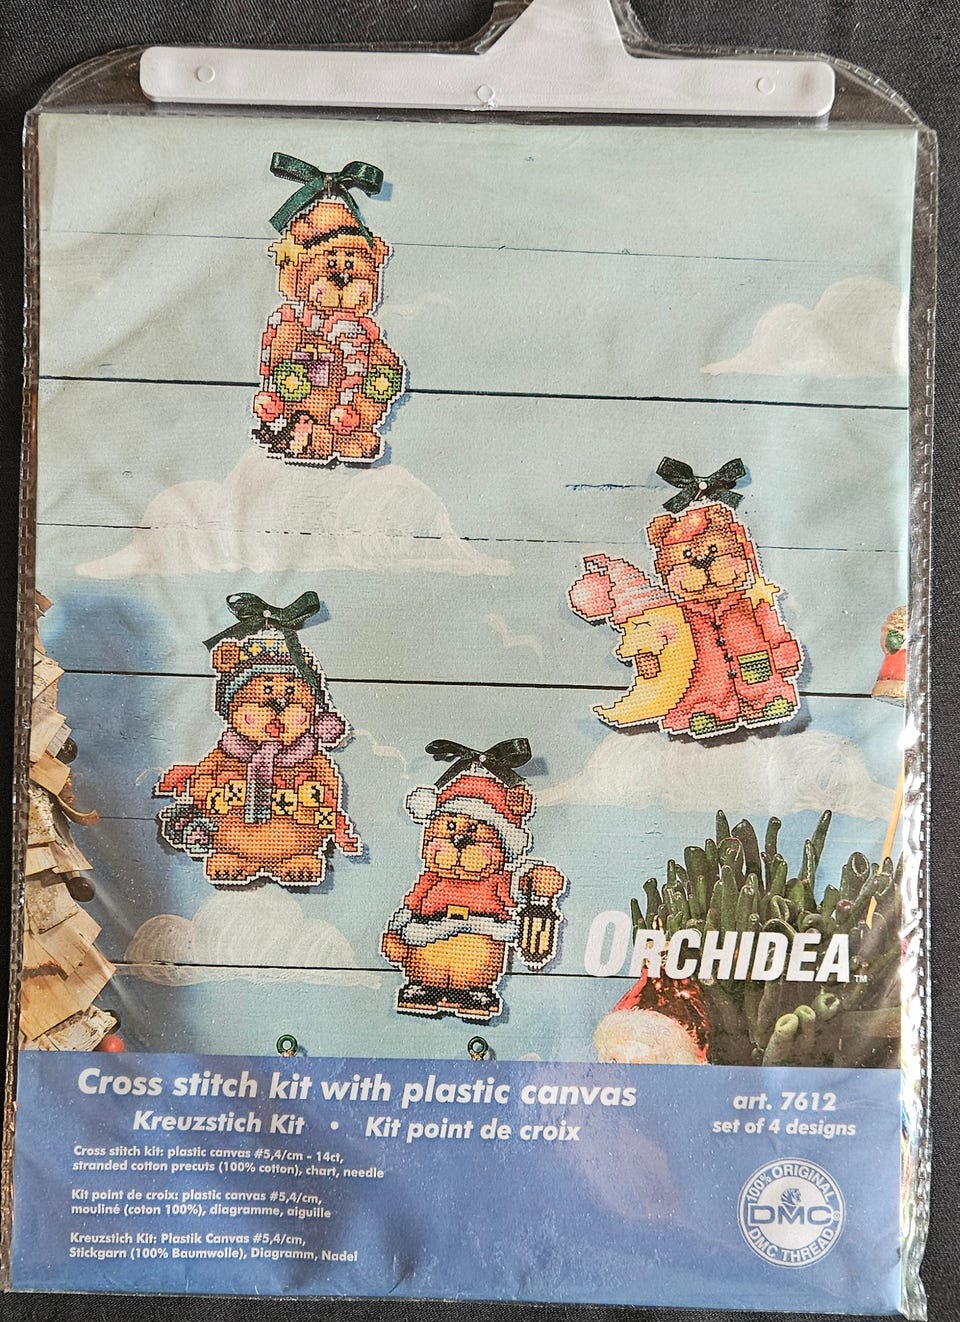 ORCHIDEA™
Cross stitch kit with plastic canvas
Kreuzstich Kit • Kit point de croix
art. 7612
set of 4 designs
Cross stitch kit: plastic canvas #5,4/cm - 14ct,
stranded cotton precuts (100% cotton), chart, needle
Kit point de croix: plastic canvas #5,4/cm,
mouliné (coton 100%), diagramme, aiguille
Kreuzstich Kit: Plastik Canvas #5,4/cm,
Stickgarn (100% Baumwolle), Diagramm, Nadel
100% ORIGINAL
DMC®
DMC THREAD